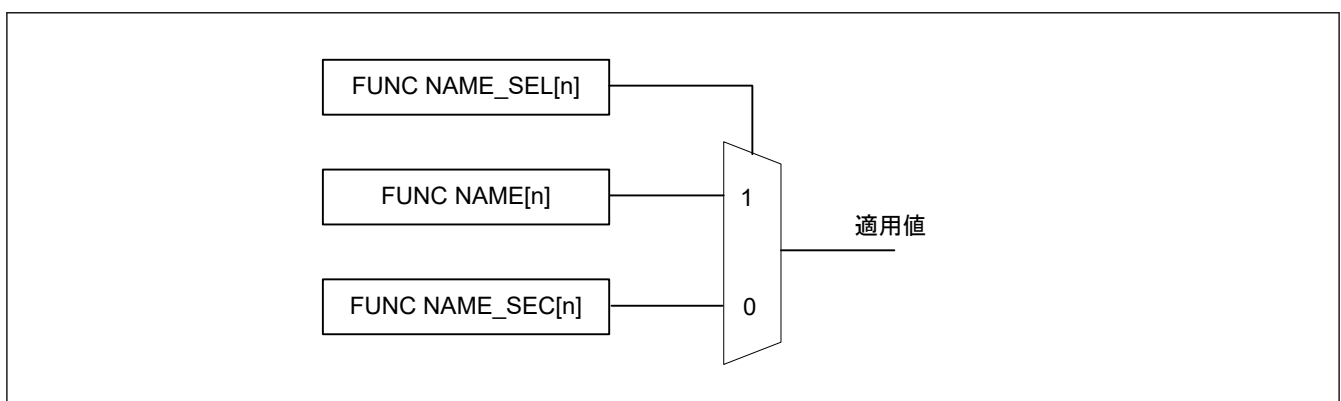 FUNC NAME_SEL[n]
FUNC NAME[n]
1
適用値
FUNC NAME_SEC[n]
0